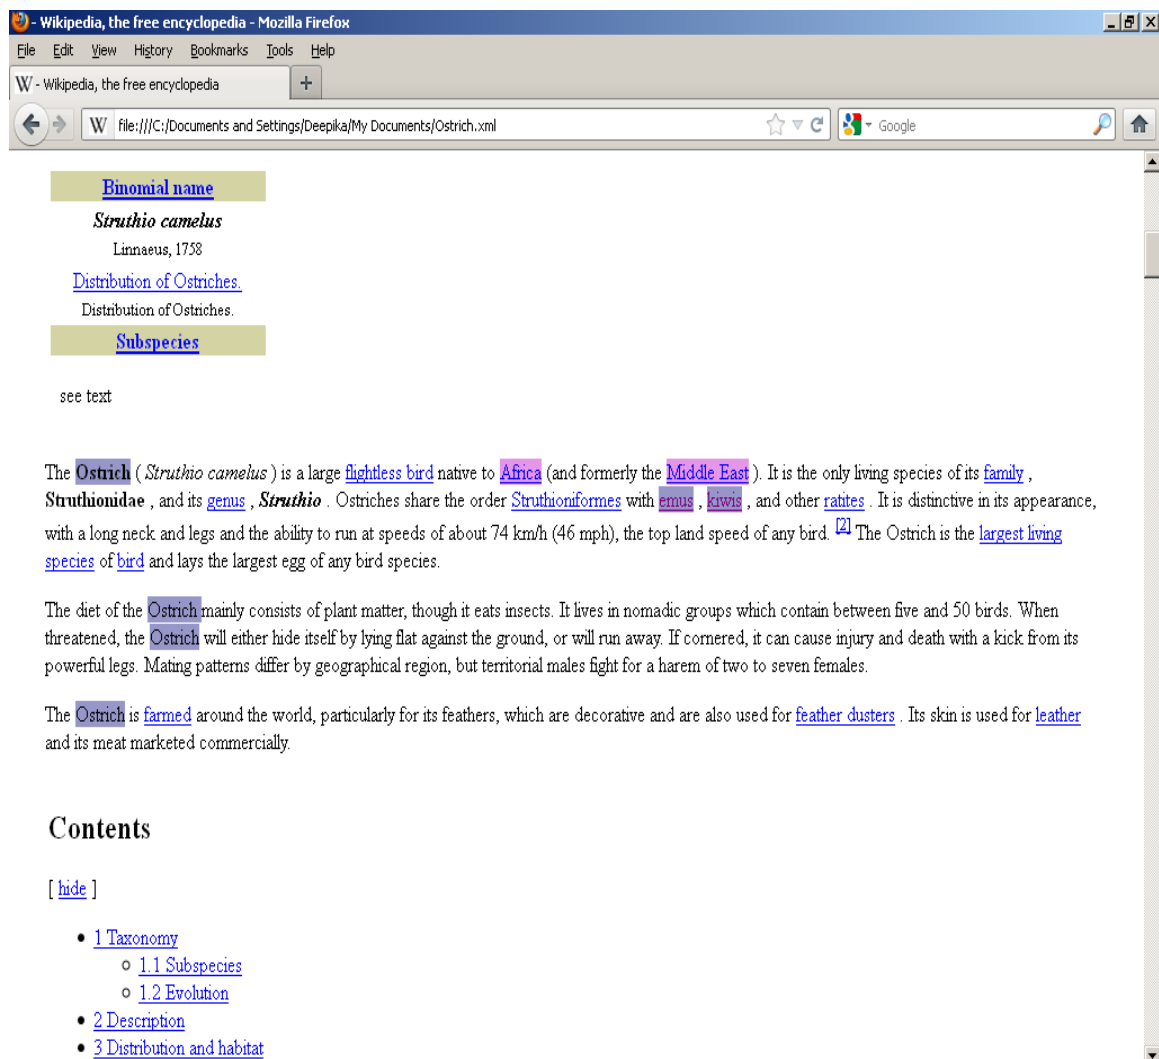 - Wikipedia, the free encyclopedia - Mozilla Firefox
File Edit View History Bookmarks Tools Help
W - Wikipedia, the free encyclopedia +
W file:///C:/Documents and Settings/Deepika/My Documents/Ostrich.xml Google
Binomial name
Struthio camelus
Linnaeus, 1758
Distribution of Ostriches.
Distribution of Ostriches.
Subspecies
see text
The Ostrich ( Struthio camelus ) is a large flightless bird native to Africa (and formerly the Middle East ). It is the only living species of its family ,
Struthionidae , and its genus , Struthio . Ostriches share the order Struthioniformes with emus , kiwis , and other ratites . It is distinctive in its appearance,
with a long neck and legs and the ability to run at speeds of about 74 km/h (46 mph), the top land speed of any bird. [2] The Ostrich is the largest living
species of bird and lays the largest egg of any bird species.
The diet of the Ostrich mainly consists of plant matter, though it eats insects. It lives in nomadic groups which contain between five and 50 birds. When
threatened, the Ostrich will either hide itself by lying flat against the ground, or will run away. If cornered, it can cause injury and death with a kick from its
powerful legs. Mating patterns differ by geographical region, but territorial males fight for a harem of two to seven females.
The Ostrich is farmed around the world, particularly for its feathers, which are decorative and are also used for feather dusters . Its skin is used for leather
and its meat marketed commercially.
Contents
[ hide ]
1 Taxonomy
1.1 Subspecies
1.2 Evolution
2 Description
3 Distribution and habitat